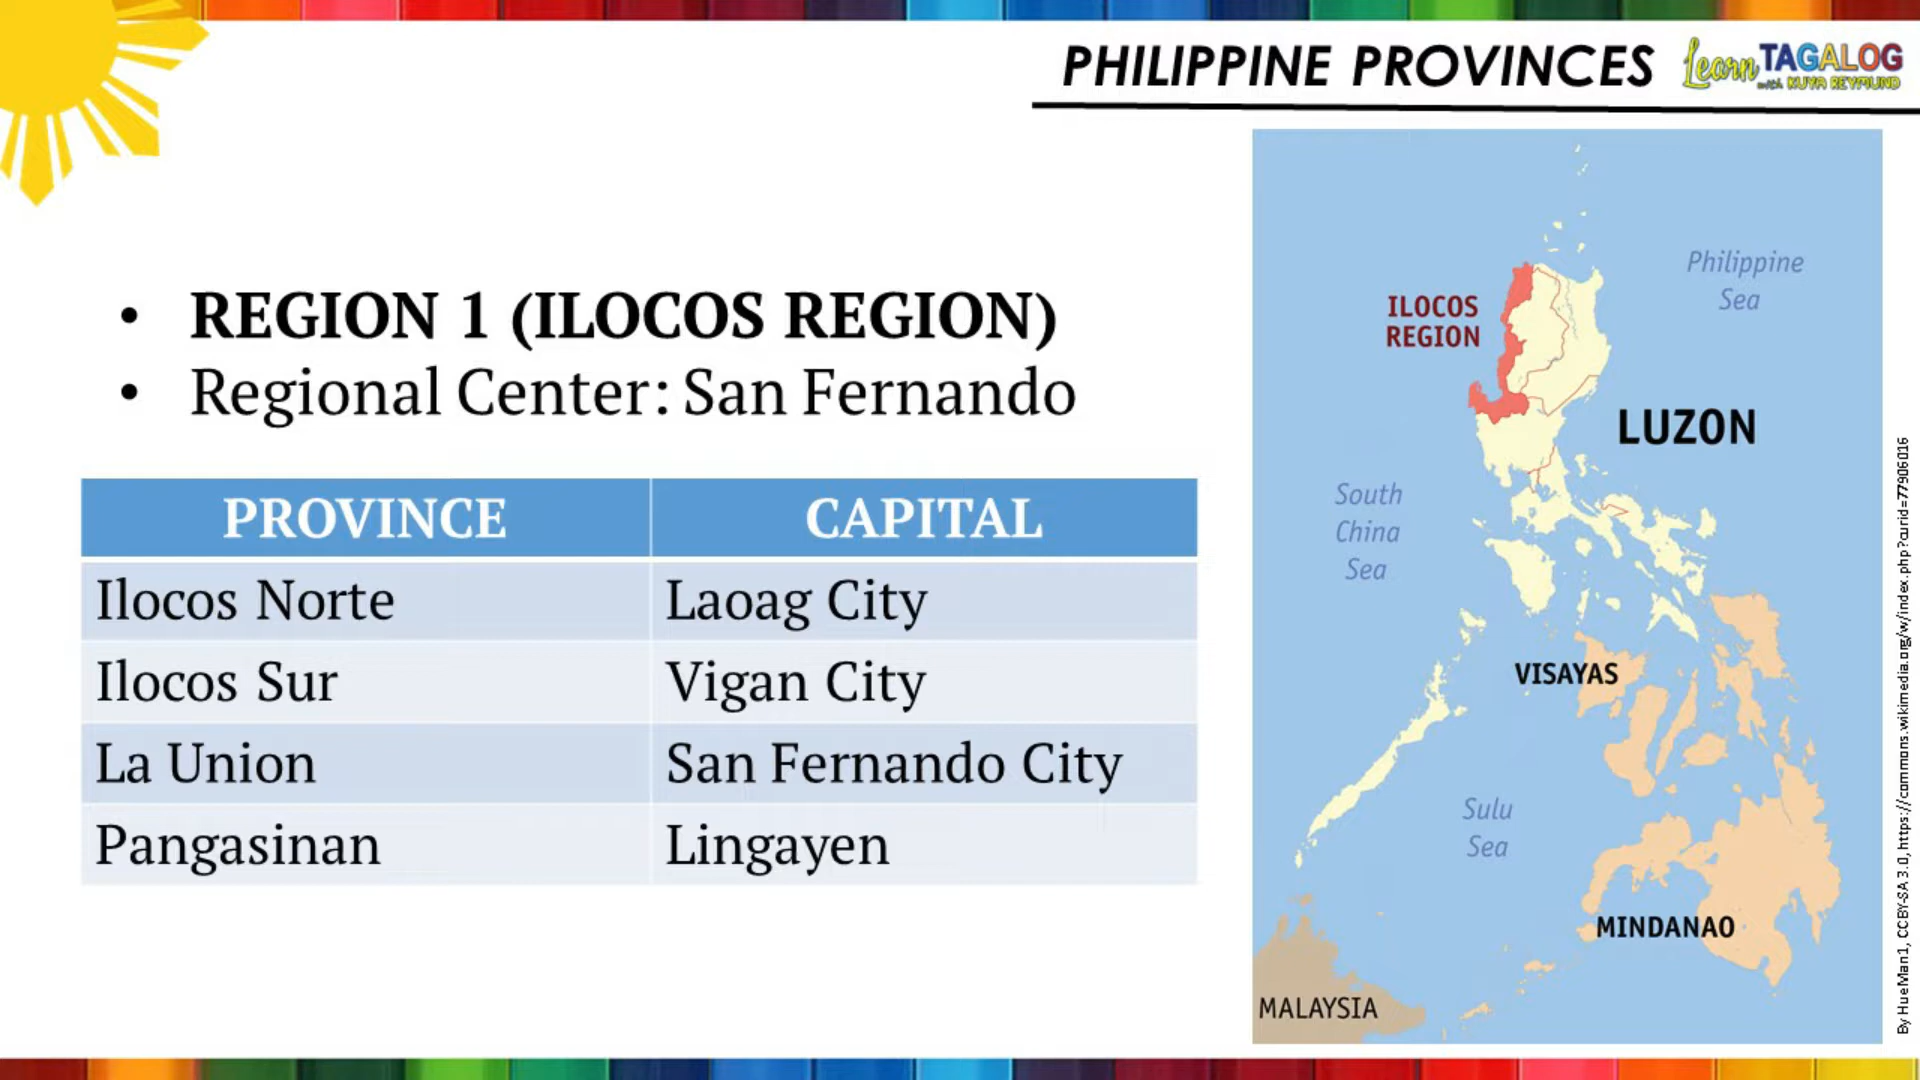 PHILIPPINE PROVINCES
Learn TAGALOG
with KUYA REYMUND
• REGION 1 (ILOCOS REGION)
• Regional Center: San Fernando
PROVINCE CAPITAL
Ilocos Norte Laoag City
Ilocos Sur Vigan City
La Union San Fernando City
Pangasinan Lingayen
Philippine
Sea
ILOCOS
REGION
LUZON
South
China
Sea
VISAYAS
Sulu
Sea
MINDANAO
MALAYSIA
By HueMan1, CC BY-SA 3.0, https://commons.wikimedia.org/w/index.php?curid=77906016